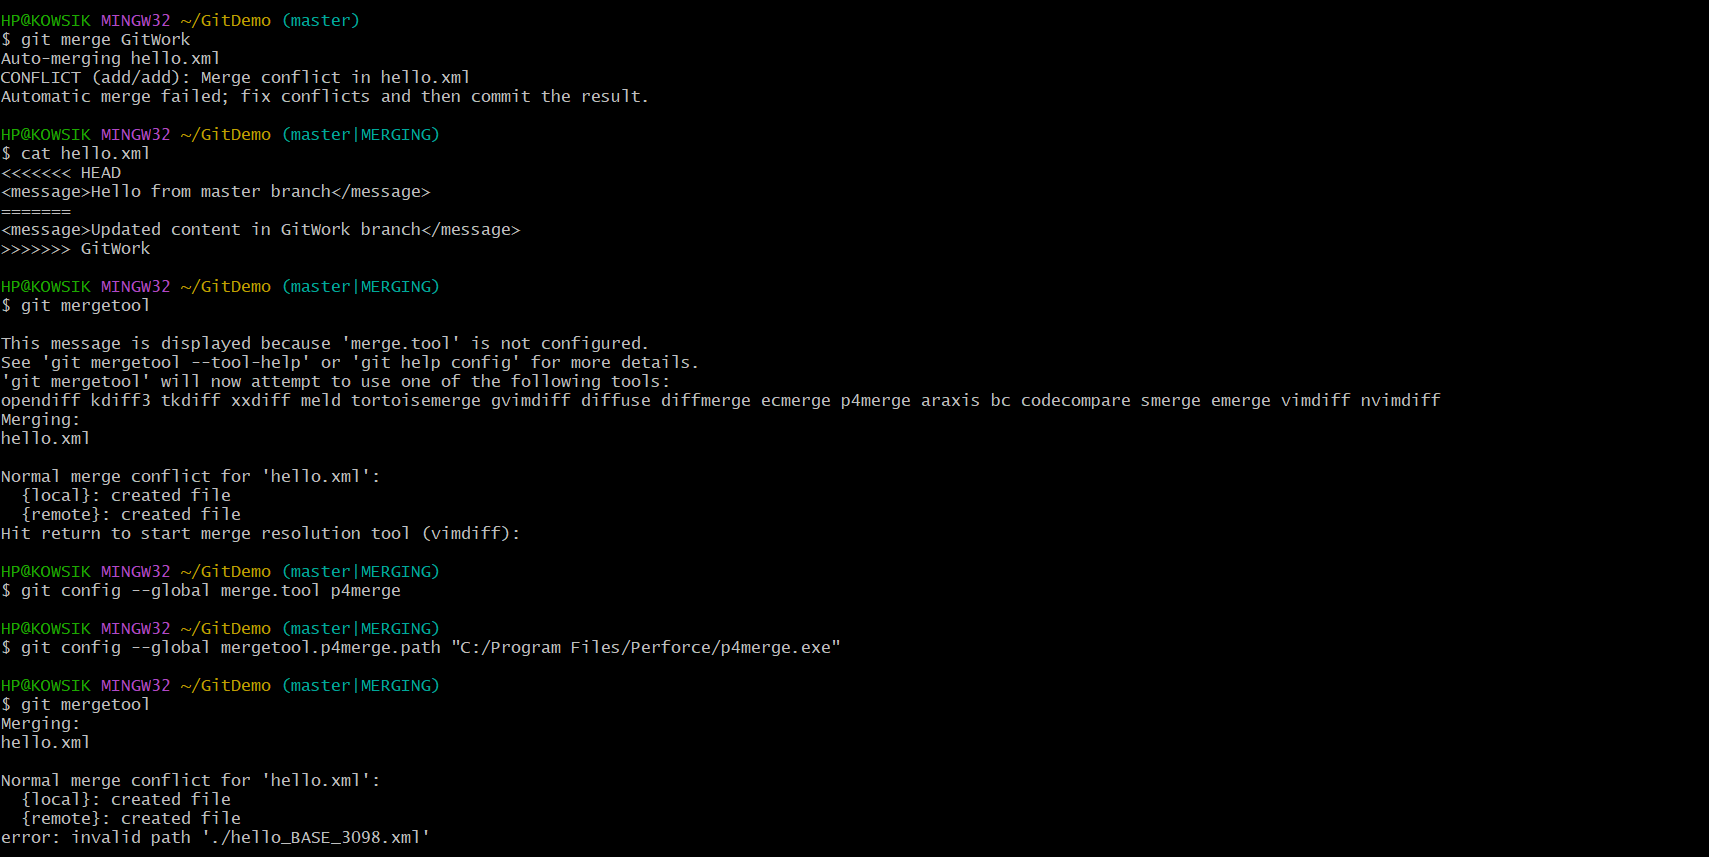 HP@KOWSIK MINGW32 ~/GitDemo (master)
$ git merge GitWork
Auto-merging hello.xml
CONFLICT (add/add): Merge conflict in hello.xml
Automatic merge failed; fix conflicts and then commit the result.
HP@KOWSIK MINGW32 ~/GitDemo (master|MERGING)
$ cat hello.xml
<<<<<<< HEAD
<message>Hello from master branch</message>
=======
<message>Updated content in GitWork branch</message>
>>>>>>> GitWork
HP@KOWSIK MINGW32 ~/GitDemo (master|MERGING)
$ git mergetool
This message is displayed because 'merge.tool' is not configured.
See 'git mergetool --tool-help' or 'git help config' for more details.
'git mergetool' will now attempt to use one of the following tools:
opendiff kdiff3 tkdiff xxdiff meld tortoisemerge gvimdiff diffuse diffmerge ecmerge p4merge araxis bc codecompare smerge emerge vimdiff nvimdiff
Merging:
hello.xml
Normal merge conflict for 'hello.xml':
  {local}: created file
  {remote}: created file
Hit return to start merge resolution tool (vimdiff):
HP@KOWSIK MINGW32 ~/GitDemo (master|MERGING)
$ git config --global merge.tool p4merge
HP@KOWSIK MINGW32 ~/GitDemo (master|MERGING)
$ git config --global mergetool.p4merge.path "C:/Program Files/Perforce/p4merge.exe"
HP@KOWSIK MINGW32 ~/GitDemo (master|MERGING)
$ git mergetool
Merging:
hello.xml
Normal merge conflict for 'hello.xml':
  {local}: created file
  {remote}: created file
error: invalid path './hello_BASE_3098.xml'